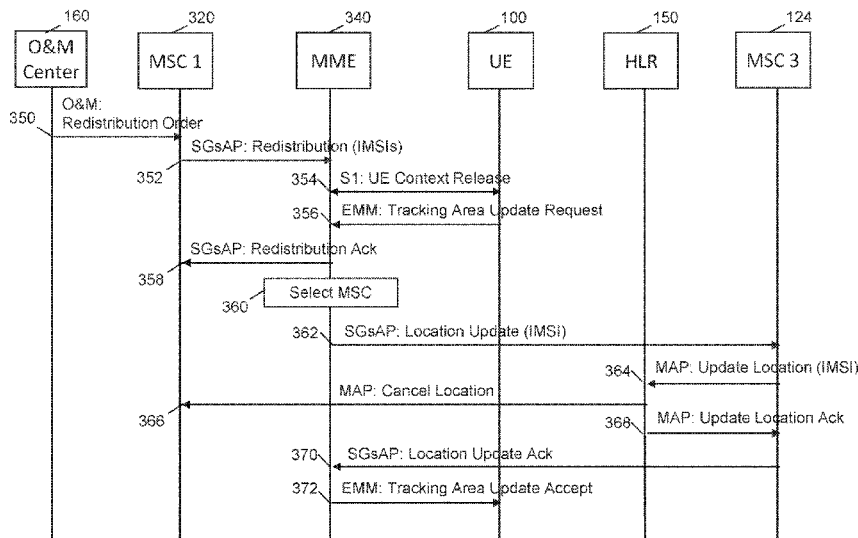 160
320
340
100
150
124
O&M
Center
MSC 1
MME
UE
HLR
MSC 3
350
O&M:
Redistribution Order
352
SGsAP: Redistribution (IMSIs)
354
S1: UE Context Release
356
EMM: Tracking Area Update Request
358
SGsAP: Redistribution Ack
360
Select MSC
362
SGsAP: Location Update (IMSI)
364
MAP: Update Location (IMSI)
366
MAP: Cancel Location
368
MAP: Update Location Ack
370
SGsAP: Location Update Ack
372
EMM: Tracking Area Update Accept